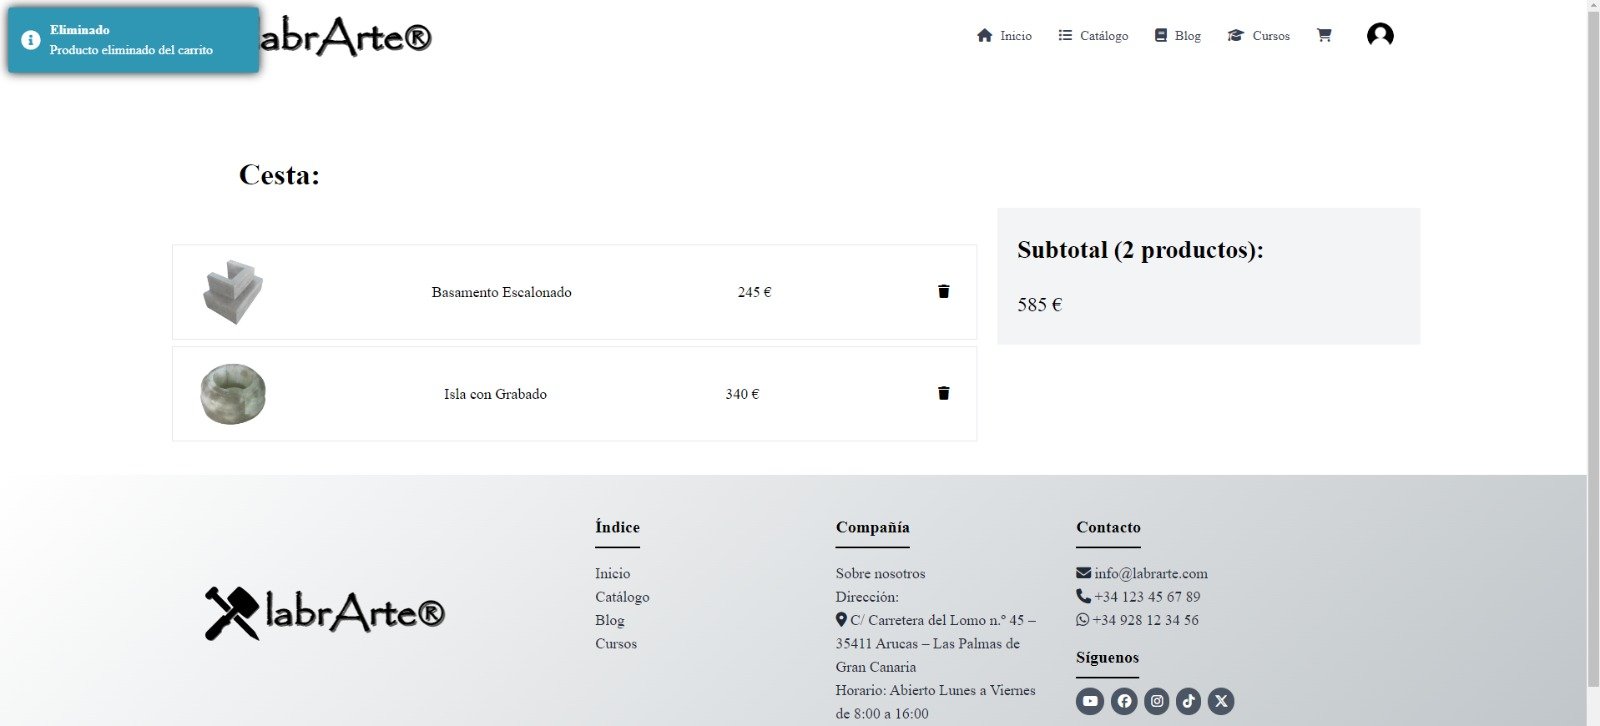 Eliminado
Producto eliminado del carrito
labrArte®
Inicio
Catálogo
Blog
Cursos
Cesta:
Basamento Escalonado
245 €
Isla con Grabado
340 €
Subtotal (2 productos):
585 €
labrArte®
Índice
Inicio
Catálogo
Blog
Cursos
Compañía
Sobre nosotros
Dirección:
C/ Carretera del Lomo n.º 45 –
35411 Arucas – Las Palmas de
Gran Canaria
Horario: Abierto Lunes a Viernes
de 8:00 a 16:00
Contacto
info@labrarte.com
+34 123 45 67 89
+34 928 12 34 56
Síguenos